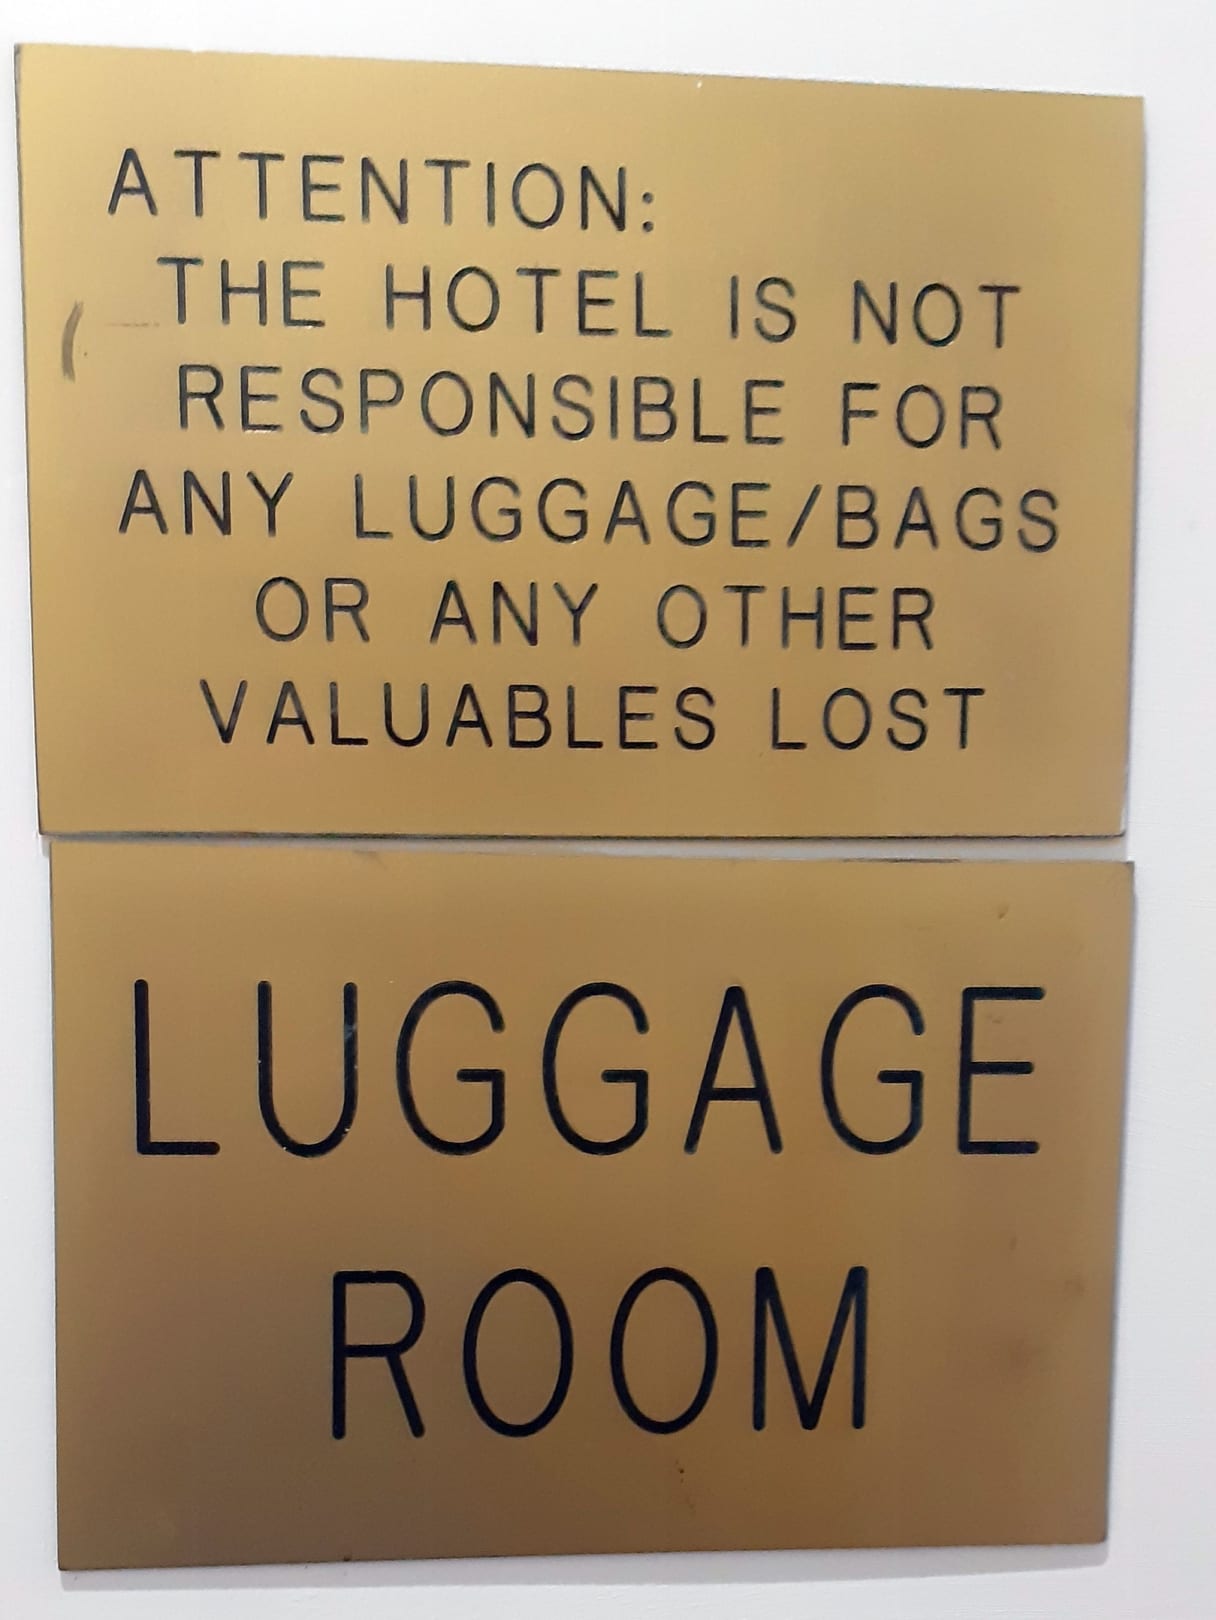 ATTENTION:
THE HOTEL IS NOT
RESPONSIBLE FOR
ANY LUGGAGE/BAGS
OR ANY OTHER
VALUABLES LOST
LUGGAGE
ROOM